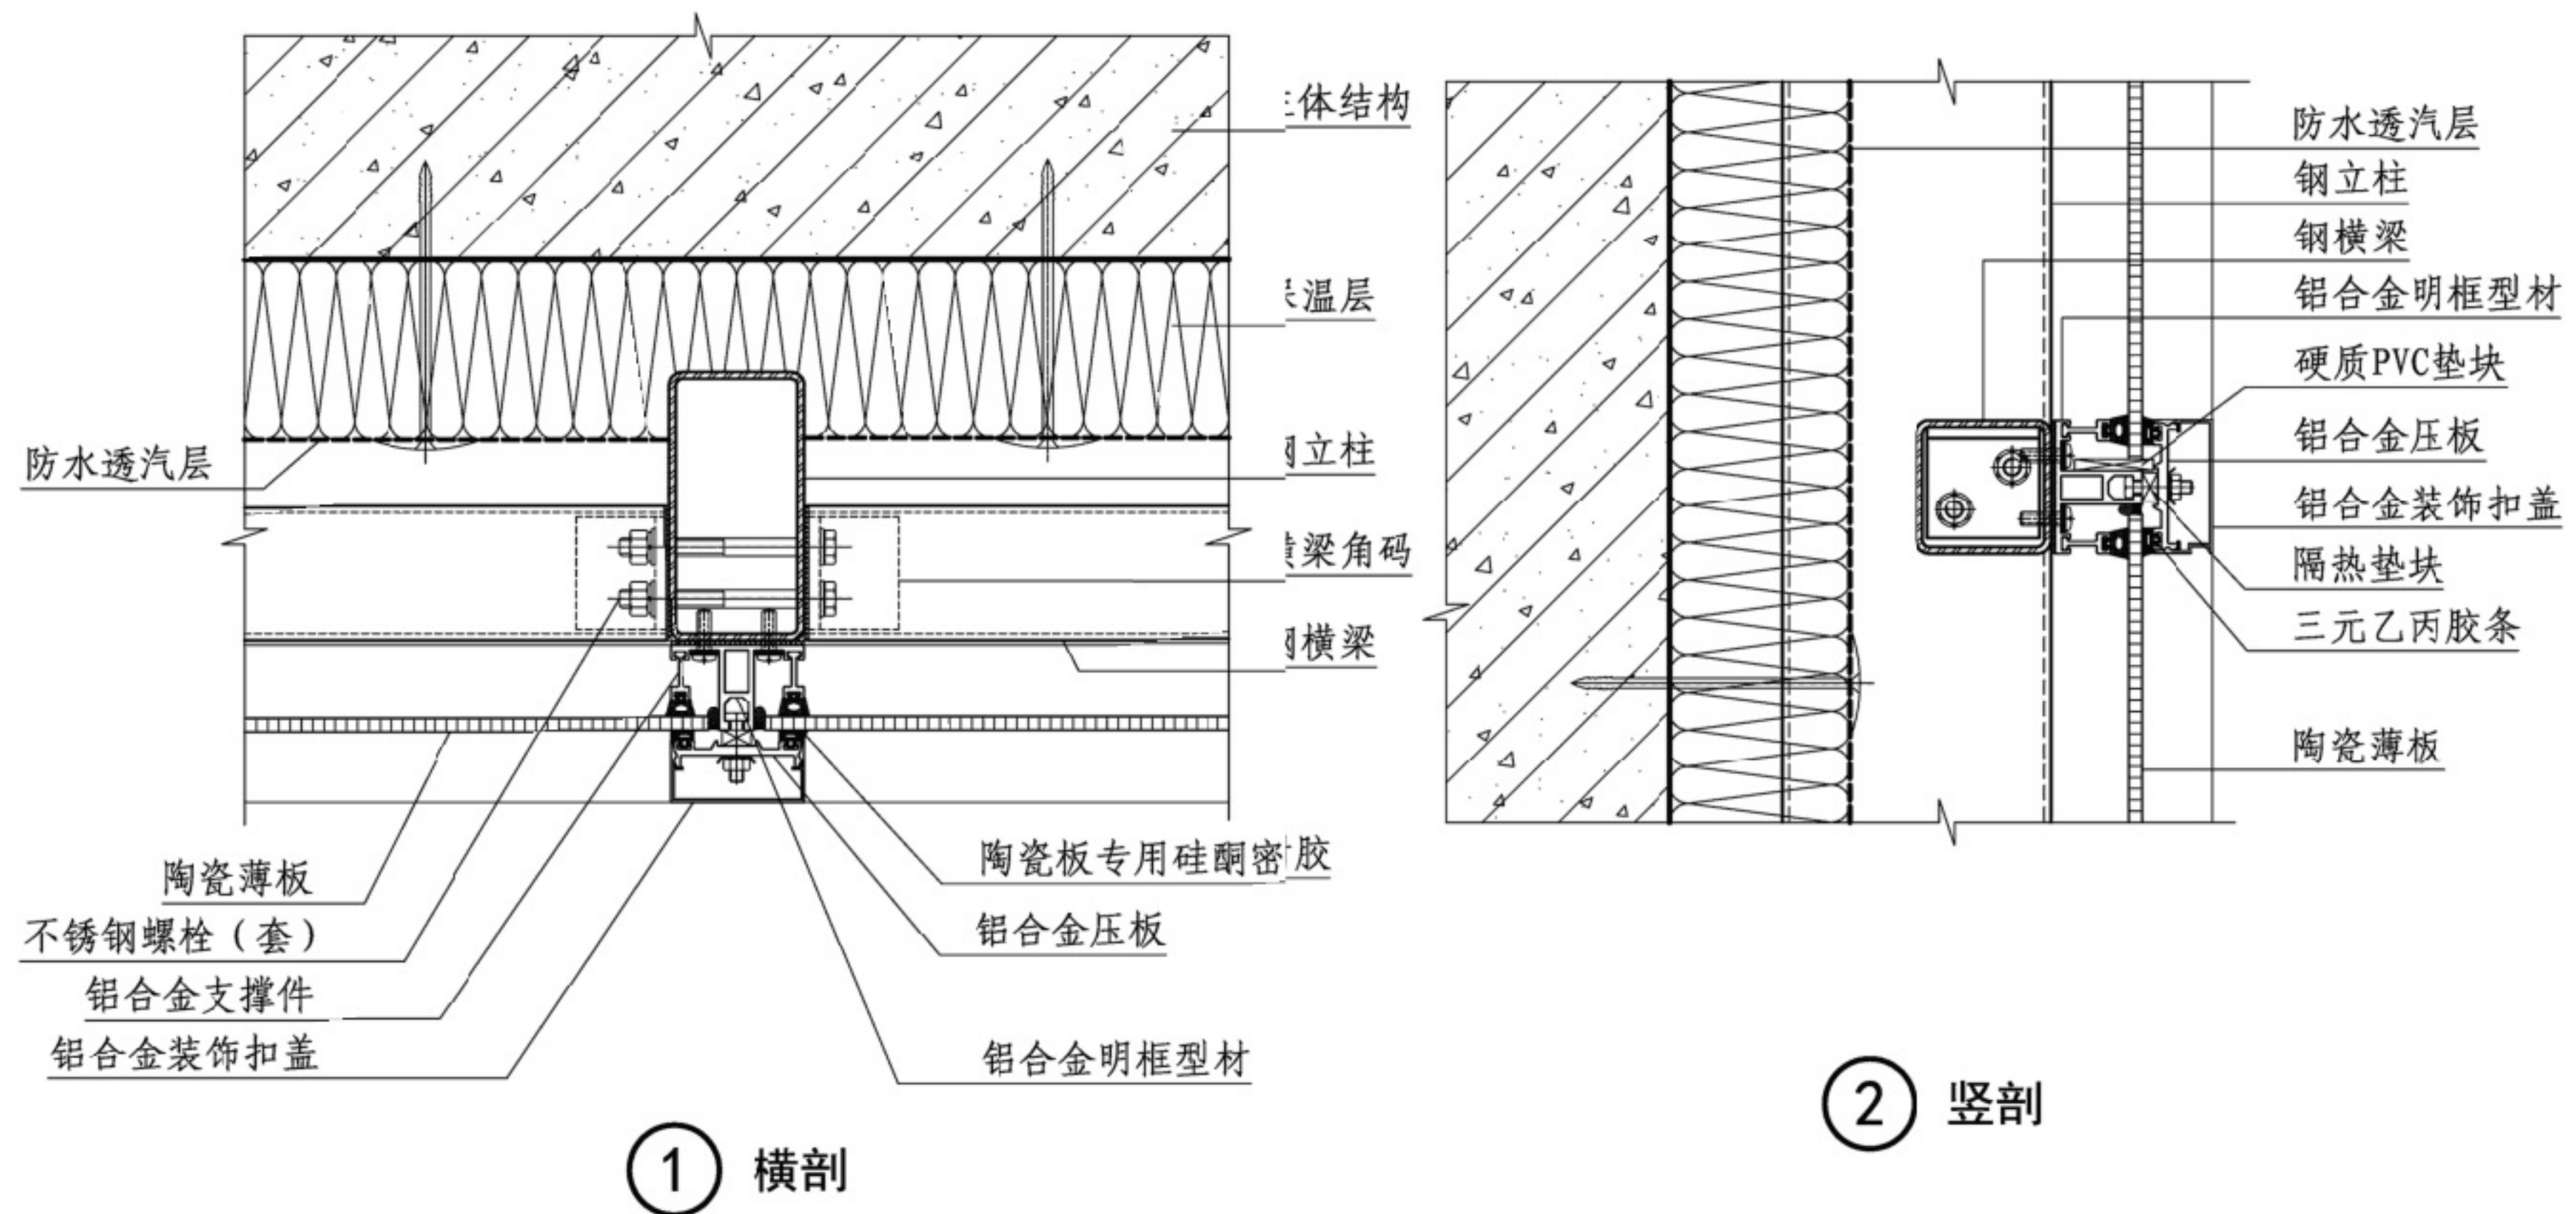 体结构
防水透汽层
钢立柱
钢横梁
铝合金明框型材
硬质PVC垫块
铝合金压板
铝合金装饰扣盖
隔热垫块
三元乙丙胶条
陶瓷薄板
温层
防水透汽层
立柱
梁角码
横梁
陶瓷薄板
不锈钢螺栓（套）
铝合金支撑件
铝合金装饰扣盖
陶瓷板专用硅酮密胶
铝合金压板
铝合金明框型材
1 横剖
2 竖剖